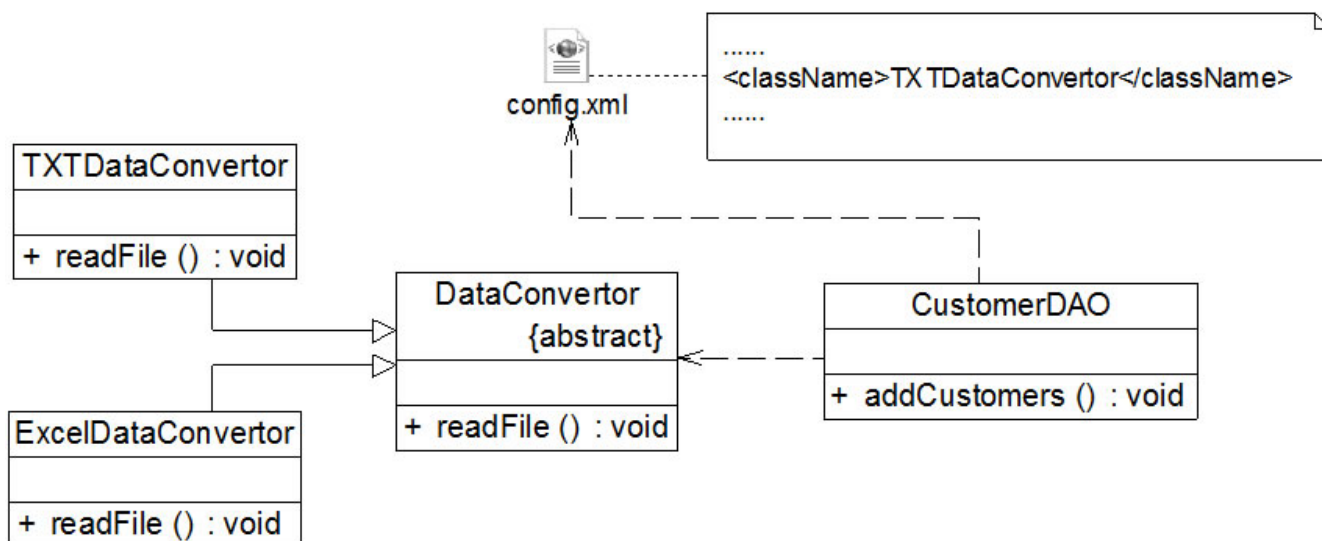 ......
<className>TXTDataConvertor</className>
......
config.xml
TXTDataConvertor
+ readFile () : void
DataConvertor
{abstract}
+ readFile () : void
CustomerDAO
+ addCustomers () : void
ExcelDataConvertor
+ readFile () : void